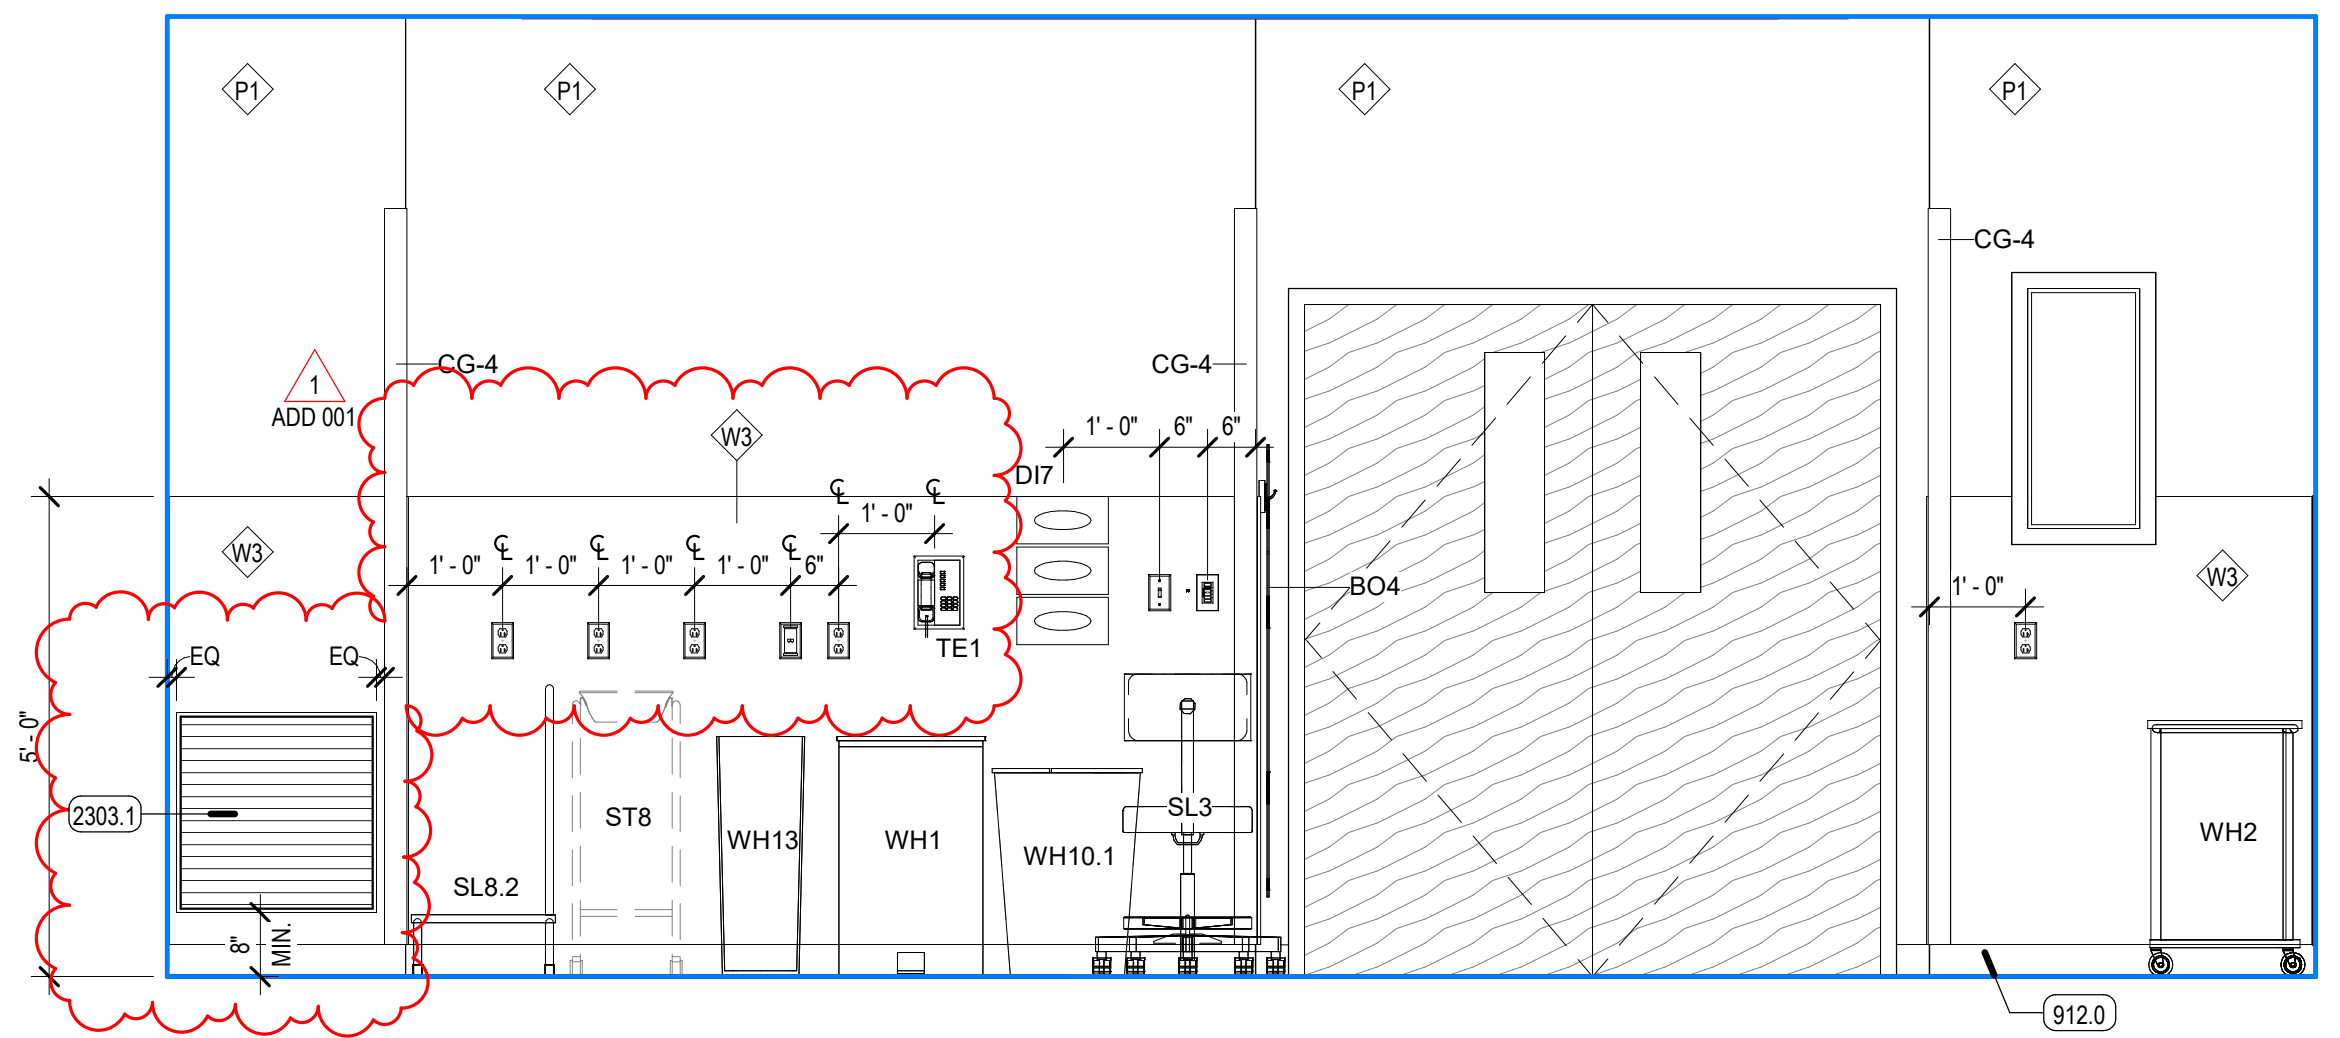 P1
P1
P1
P1
CG-4
CG-4
CG-4
1
ADD 001
W3
1' - 0"
6"
6"
DI7
℄
℄
1' - 0"
W3
℄
℄
℄
℄
1' - 0"
1' - 0"
1' - 0"
1' - 0"
6"
BO4
1' - 0"
W3
EQ
EQ
TE1
5' - 0"
2303.1
ST8
SL3
WH13
WH1
WH10.1
WH2
SL8.2
8"
MIN.
912.0